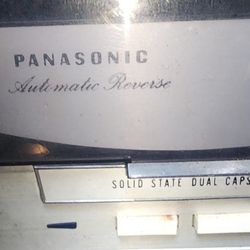 PANASONIC
Automatic Reverse
SOLID STATE DUAL CAPS